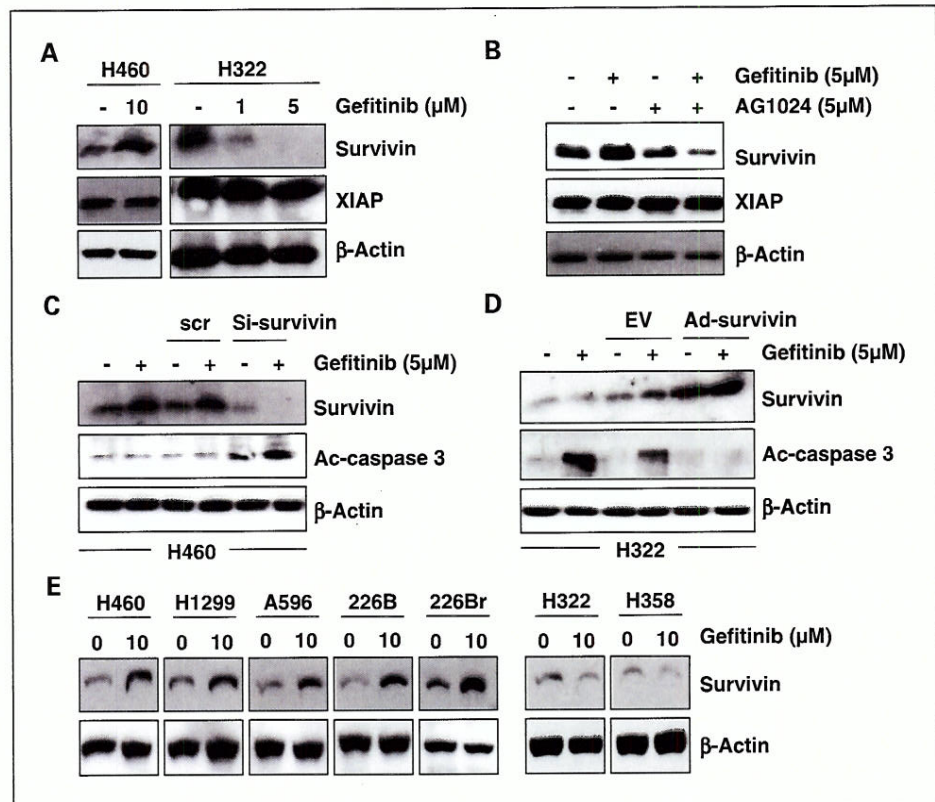 A
H460 H322
- 10 - 1 5 Gefitinib (µM)
Survivin
XIAP
β-Actin
B
- + - + Gefitinib (5µM)
- - + + AG1024 (5µM)
Survivin
XIAP
β-Actin
C
scr Si-survivin
- + - + - + Gefitinib (5µM)
Survivin
Ac-caspase 3
β-Actin
H460
D
EV Ad-survivin
- + - + - + Gefitinib (5µM)
Survivin
Ac-caspase 3
β-Actin
H322
E
H460 H1299 A596 226B 226Br H322 H358
0 10 0 10 0 10 0 10 0 10 0 10 0 10 Gefitinib (µM)
Survivin
β-Actin